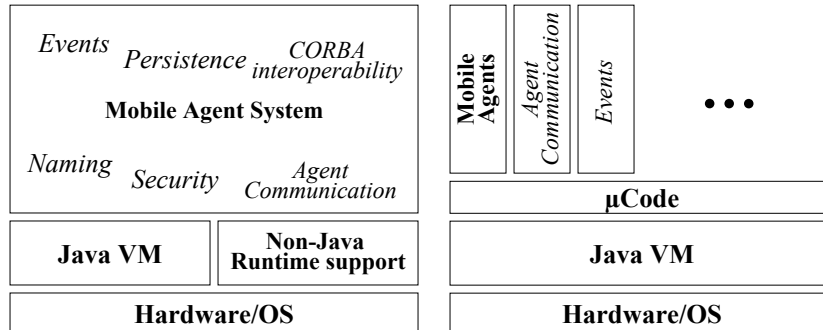 Events
Persistence
CORBA
interoperability
Mobile Agent System
Naming
Security
Agent
Communication
Java VM
Non-Java
Runtime support
Hardware/OS
Mobile
Agents
Agent
Communication
Events
•••
µCode
Java VM
Hardware/OS